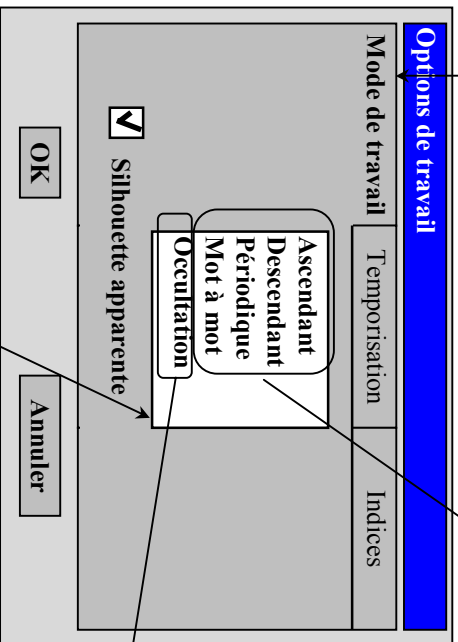 Options de travail
Mode de travail Temporisation Indices
Ascendant
Descendant
Périodique
Mot à mot
Occultation
Silhouette apparente
OK Annuler